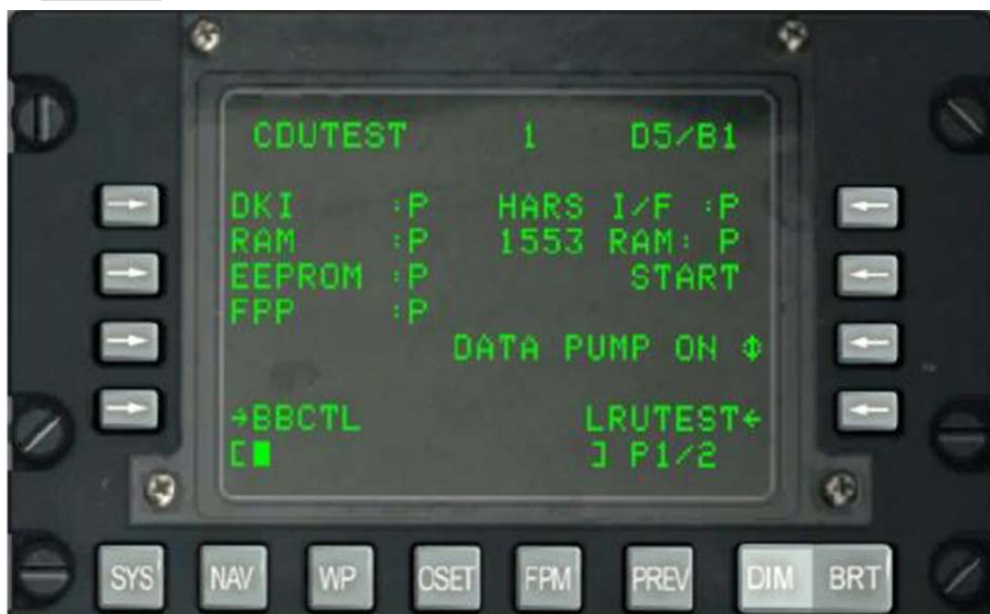 CDUTEST 1 D5/B1
DKI :P HARS I/F :P
RAM :P 1553 RAM: P
EEPROM :P START
FPP :P
DATA PUMP ON ↕
→BBCTL LRUTEST←
[█ ] P1/2
SYS NAV WP OSET FPM PREV DIM BRT